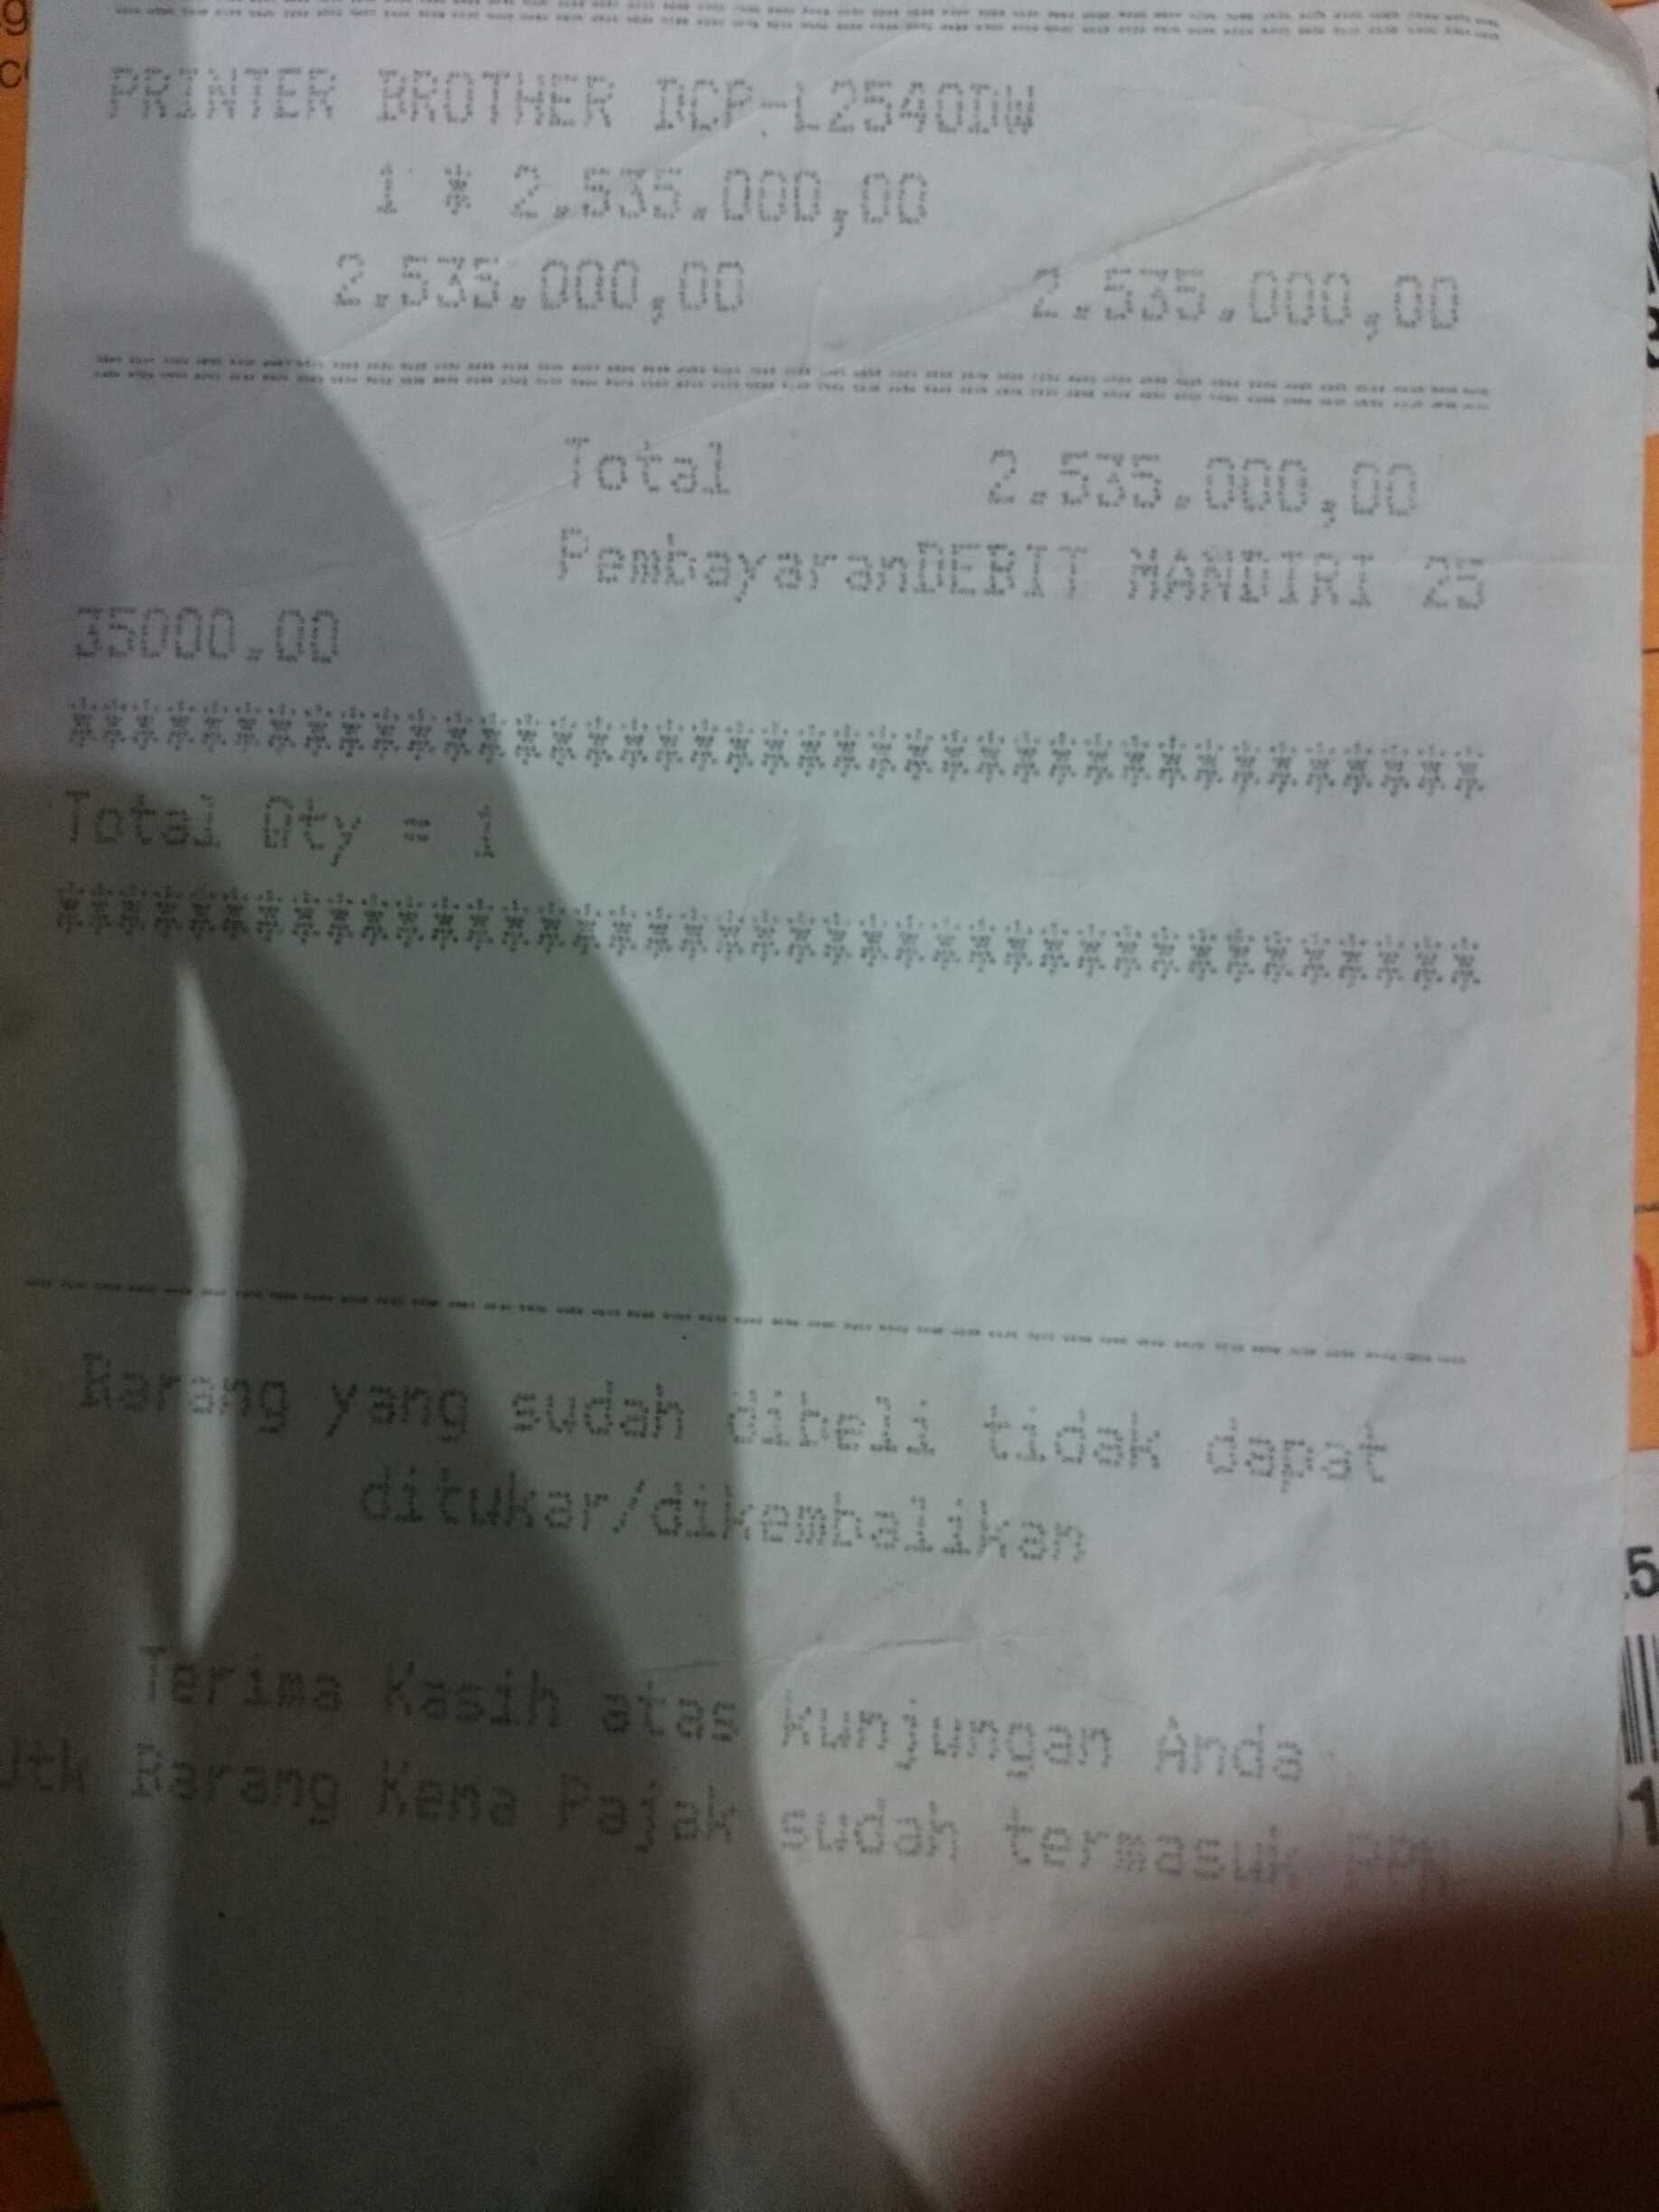 PRINTER BROTHER DCP-L2540DW
1 * 2.535.000,00
2.535.000,00 2.535.000,00
Total 2.535.000,00
PembayaranDEBIT MANDIRI 25
35000.00
****************************************
Total Qty = 1
****************************************
Barang yang sudah dibeli tidak dapat
ditukar/dikembalikan
Terima Kasih atas kunjungan Anda
Utk Barang Kena Pajak sudah termasuk PPN